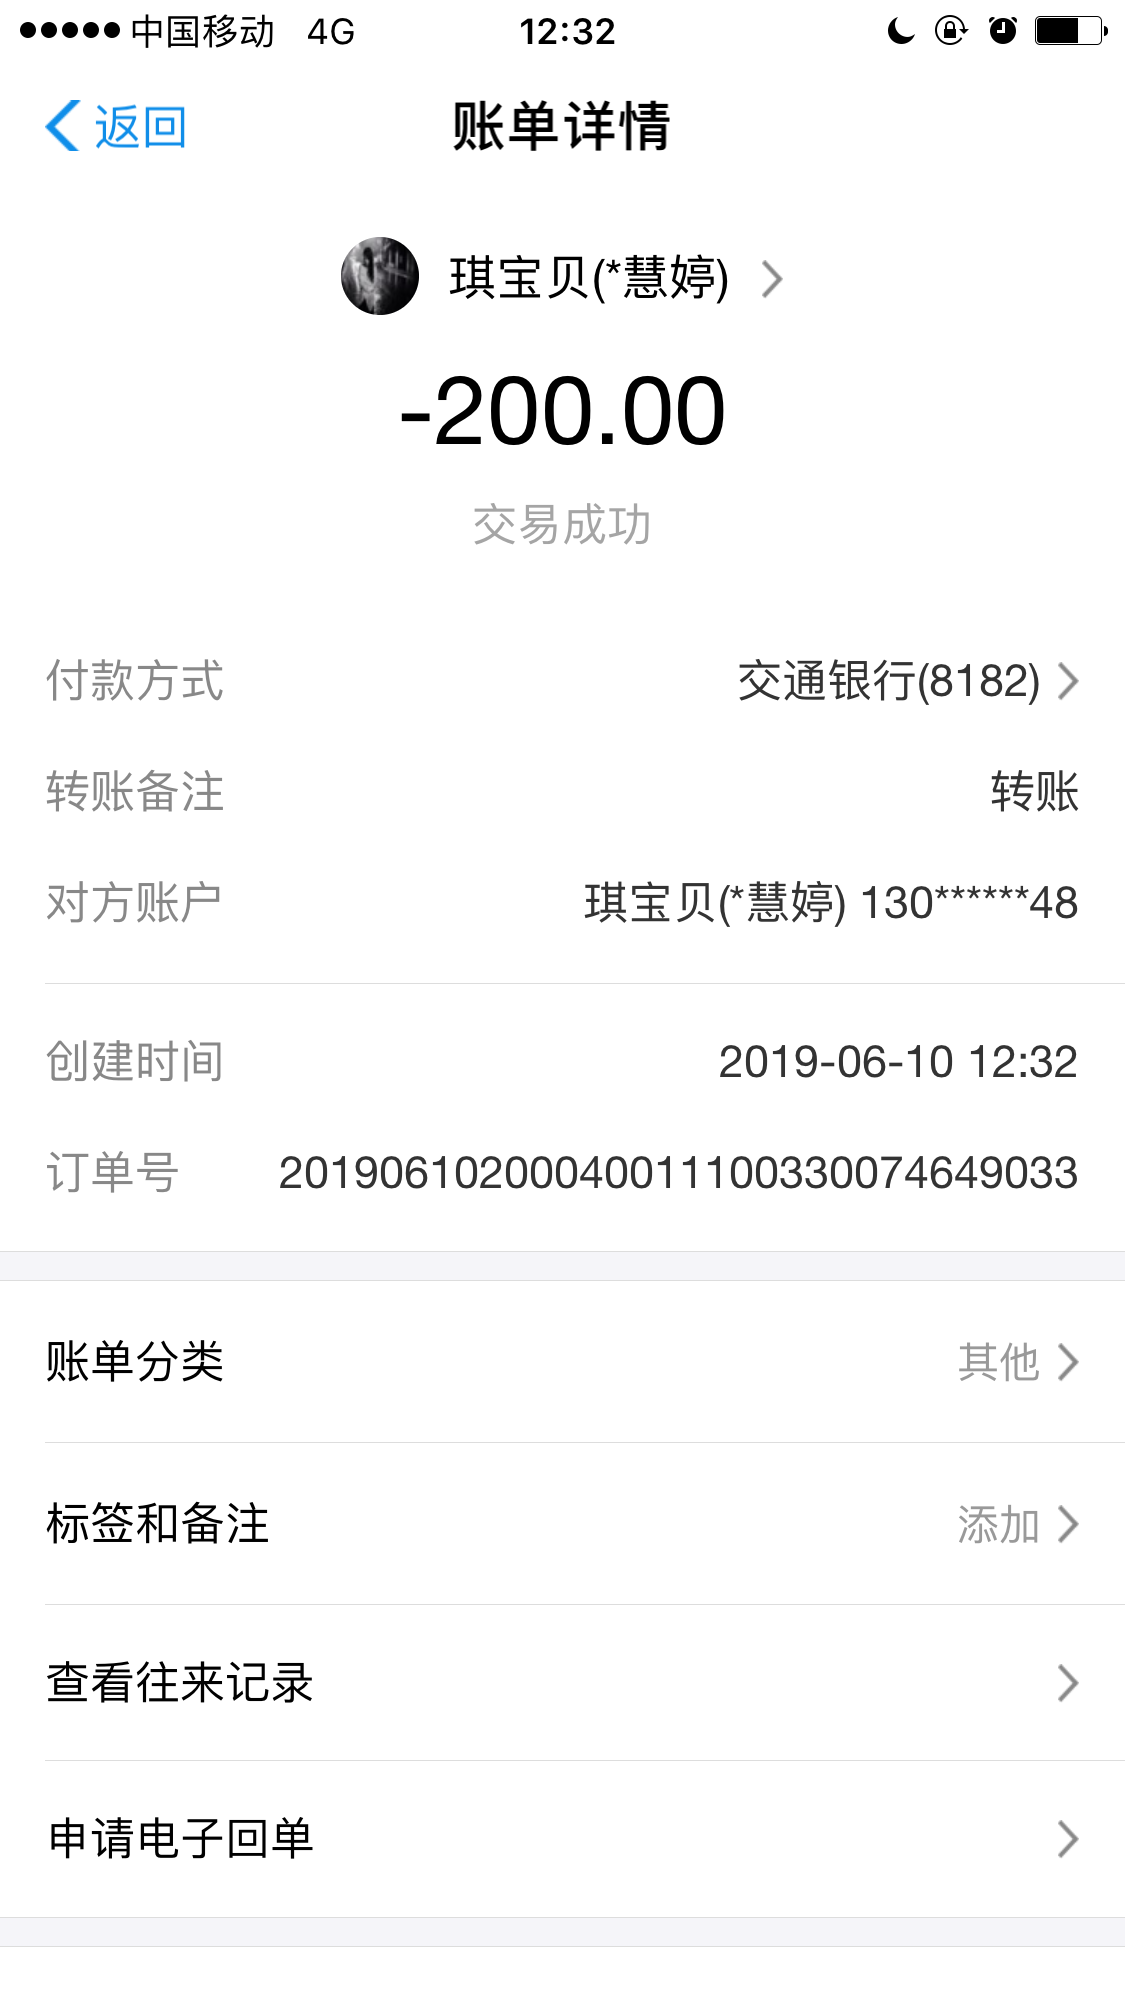 中国移动 4G 12:32
返回 账单详情
琪宝贝(*慧婷)
-200.00
交易成功
付款方式 交通银行(8182)
转账备注 转账
对方账户 琪宝贝(*慧婷) 130******48
创建时间 2019-06-10 12:32
订单号 20190610200040011100330074649033
账单分类 其他
标签和备注 添加
查看往来记录
申请电子回单